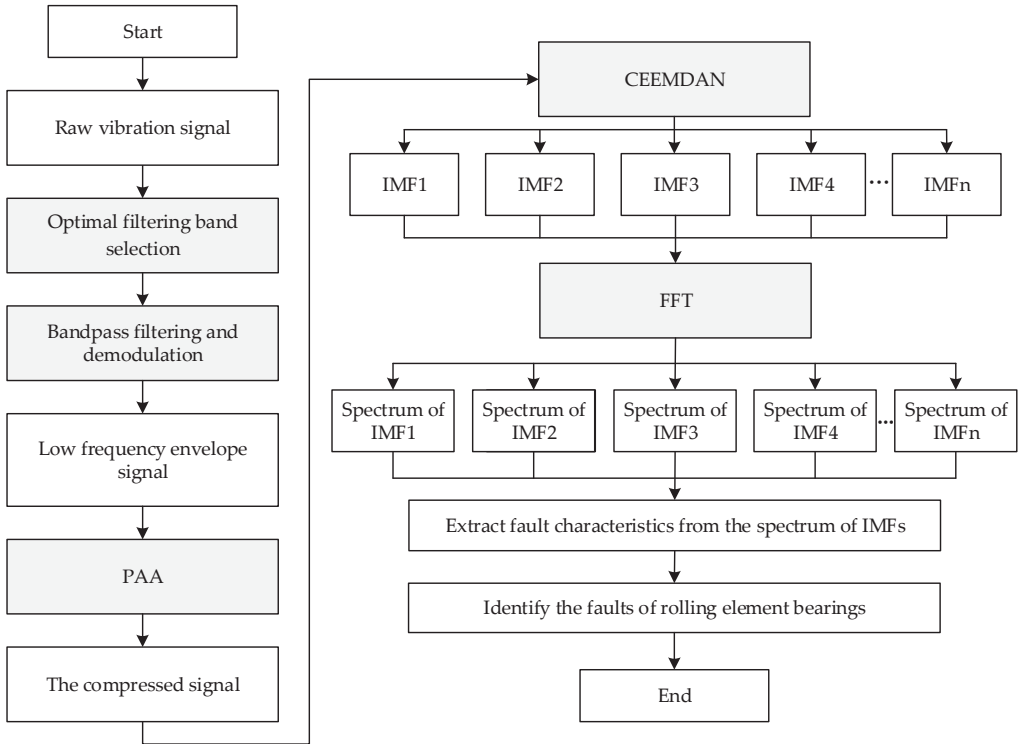 Start
Raw vibration signal
Optimal filtering band
selection
Bandpass filtering and
demodulation
Low frequency envelope
signal
PAA
The compressed signal
CEEMDAN
IMF1
IMF2
IMF3
IMF4
...
IMFn
FFT
Spectrum of
IMF1
Spectrum of
IMF2
Spectrum of
IMF3
Spectrum of
IMF4
...
Spectrum of
IMFn
Extract fault characteristics from the spectrum of IMFs
Identify the faults of rolling element bearings
End